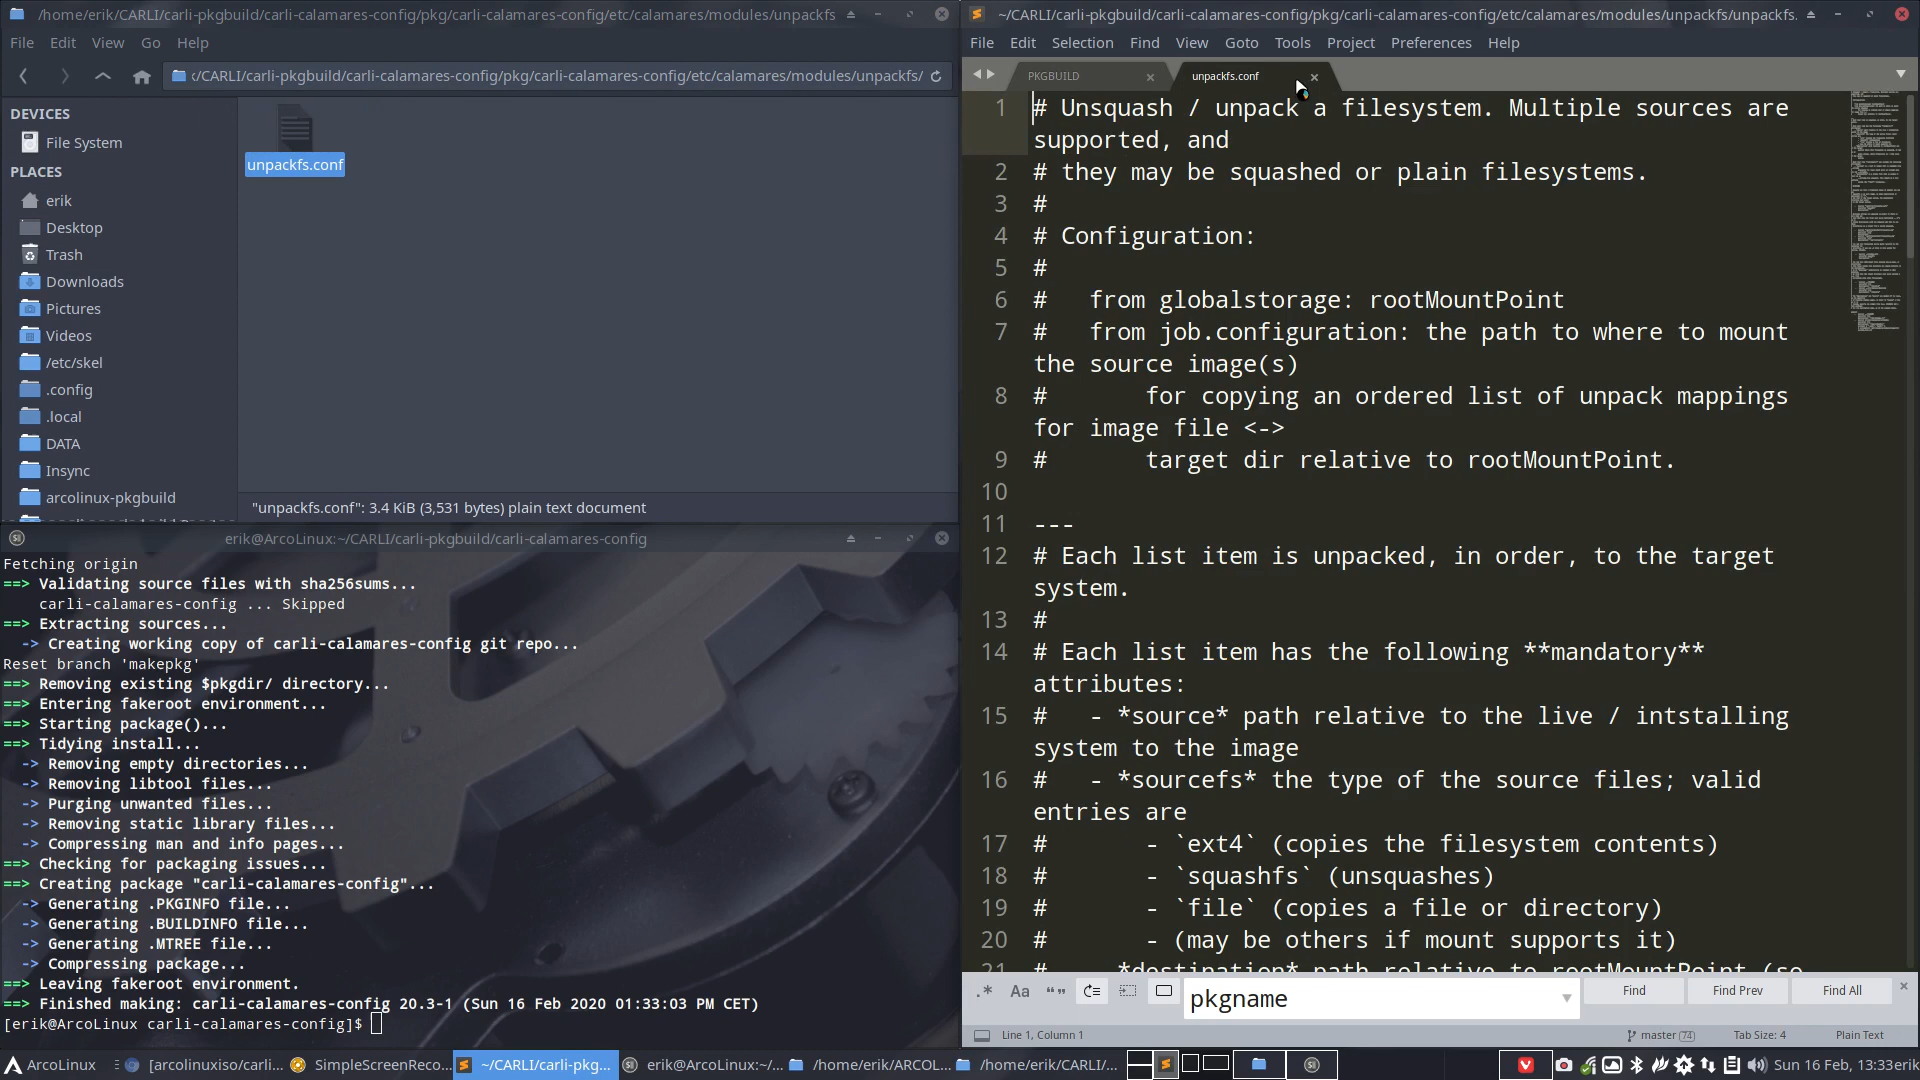 /home/erik/CARLI/carli-pkgbuild/carli-calamares-config/pkg/carli-calamares-config/etc/calamares/modules/unpackfs
File Edit View Go Help
:/CARLI/carli-pkgbuild/carli-calamares-config/pkg/carli-calamares-config/etc/calamares/modules/unpackfs/
DEVICES
File System
PLACES
erik
Desktop
Trash
Downloads
Pictures
Videos
/etc/skel
.config
.local
DATA
Insync
arcolinux-pkgbuild
unpackfs.conf
"unpackfs.conf": 3.4 KiB (3,531 bytes) plain text document
erik@ArcoLinux:~/CARLI/carli-pkgbuild/carli-calamares-config
Fetching origin
==> Validating source files with sha256sums...
carli-calamares-config ... Skipped
==> Extracting sources...
-> Creating working copy of carli-calamares-config git repo...
Reset branch 'makepkg'
==> Removing existing $pkgdir/ directory...
==> Entering fakeroot environment...
==> Starting package()...
==> Tidying install...
-> Removing empty directories...
-> Removing libtool files...
-> Purging unwanted files...
-> Removing static library files...
-> Compressing man and info pages...
==> Checking for packaging issues...
==> Creating package "carli-calamares-config"...
-> Generating .PKGINFO file...
-> Generating .BUILDINFO file...
-> Generating .MTREE file...
-> Compressing package...
==> Leaving fakeroot environment.
==> Finished making: carli-calamares-config 20.3-1 (Sun 16 Feb 2020 01:33:03 PM CET)
[erik@ArcoLinux carli-calamares-config]$
~/CARLI/carli-pkgbuild/carli-calamares-config/pkg/carli-calamares-config/etc/calamares/modules/unpackfs/unpackfs.
File Edit Selection Find View Goto Tools Project Preferences Help
PKGBUILD
unpackfs.conf
1 # Unsquash / unpack a filesystem. Multiple sources are
supported, and
2 # they may be squashed or plain filesystems.
3 #
4 # Configuration:
5 #
6 #   from globalstorage: rootMountPoint
7 #   from job.configuration: the path to where to mount
the source image(s)
8 #       for copying an ordered list of unpack mappings
for image file <->
9 #       target dir relative to rootMountPoint.
10
11 ---
12 # Each list item is unpacked, in order, to the target
system.
13 #
14 # Each list item has the following **mandatory**
attributes:
15 #   - *source* path relative to the live / intstalling
system to the image
16 #   - *sourcefs* the type of the source files; valid
entries are
17 #       - `ext4` (copies the filesystem contents)
18 #       - `squashfs` (unsquashes)
19 #       - `file` (copies a file or directory)
20 #       - (may be others if mount supports it)
21 #   - *destination* path relative to rootMountPoint (so
.* Aa “” pkgname Find Find Prev Find All
Line 1, Column 1
master 74
Tab Size: 4
Plain Text
ArcoLinux
[arcolinuxiso/carli...
SimpleScreenReco...
~/CARLI/carli-pkg...
erik@ArcoLinux:~/...
/home/erik/ARCOL...
/home/erik/CARLI/...
Sun 16 Feb, 13:33 erik